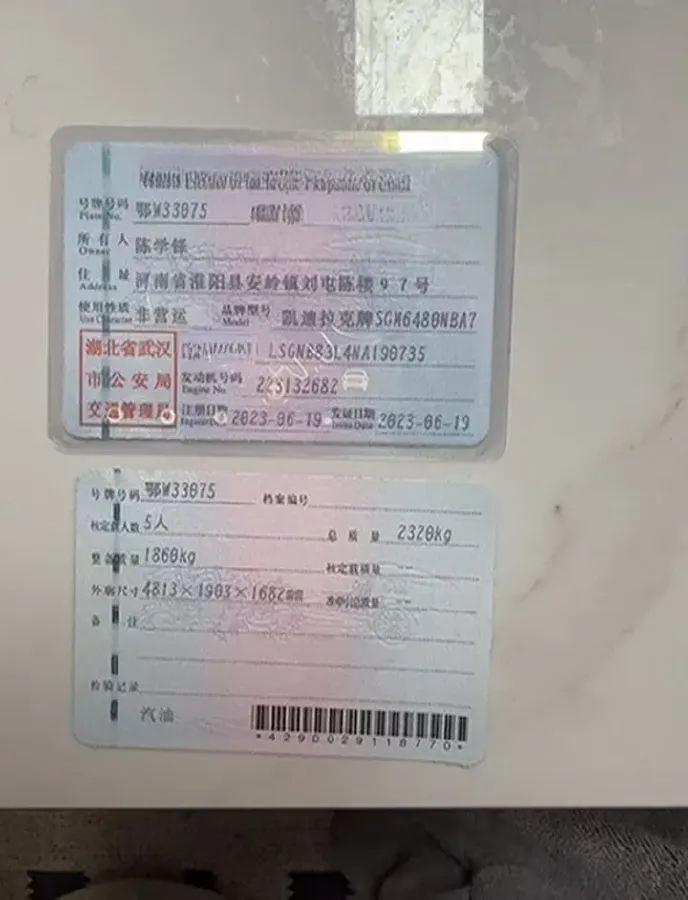 号牌号码 Plate No. 鄂W33075
所有人 Owner 陈学锋
住址 Address 河南省淮阳县安岭镇刘屯陈楼97号
使用性质 Use Character 非营运 品牌型号 Model 凯迪拉克牌SGM6480NBA7
湖北省武汉市公安局交通管理局
LSGNB83L4NA190735
发动机号码 Engine No. 223132682
注册日期 2023-06-19 发证日期 Issue Date 2023-06-19
号牌号码 鄂W33075 档案编号
核定载人数 5人 总质量 2320kg
整备质量 1860kg 核定载质量 --
外廓尺寸 4813×1903×1682 --
备注
检验记录
汽油
*4290029118770*